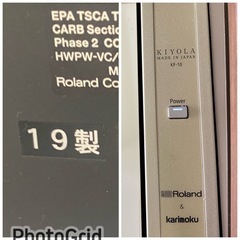 EPA TSCA T
CARB Section
Phase 2 CO
HWPW-VC/
M
Roland Co
19製
PhotoGrid
KIYOLA
MADE IN JAPAN
KF-10
Power
Roland
&
karimoku